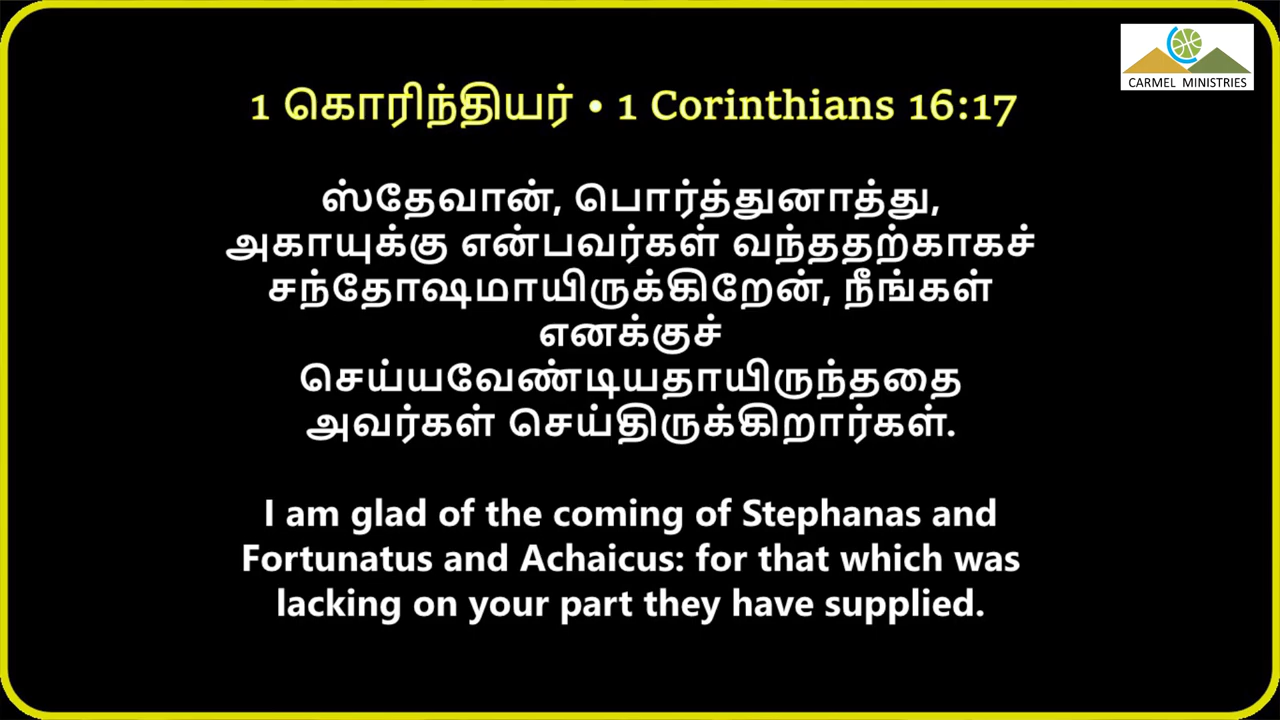 CARMEL MINISTRIES
1 கொரிந்தியர் • 1 Corinthians 16:17
ஸ்தேவான், பொர்த்துனாத்து,
அகாயுக்கு என்பவர்கள் வந்ததற்காகச்
சந்தோஷமாயிருக்கிறேன், நீங்கள்
எனக்குச்
செய்யவேண்டியதாயிருந்ததை
அவர்கள் செய்திருக்கிறார்கள்.
I am glad of the coming of Stephanas and
Fortunatus and Achaicus: for that which was
lacking on your part they have supplied.